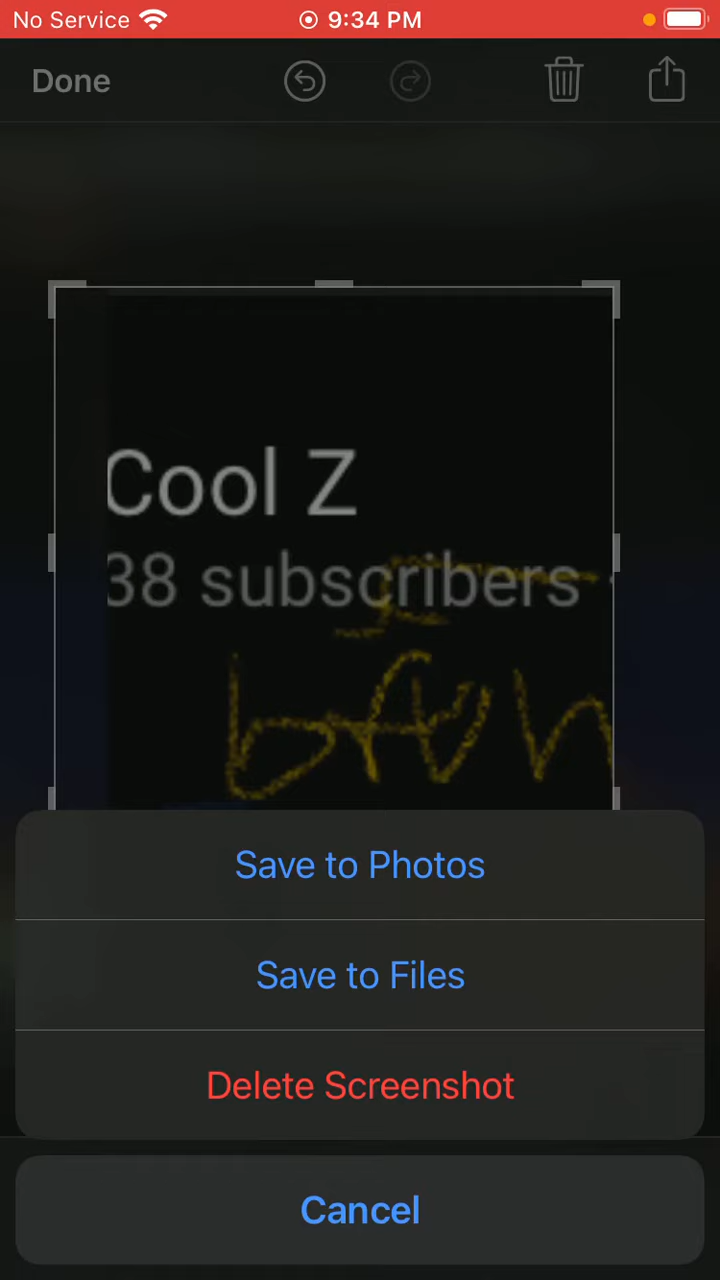 No Service 9:34 PM
Done
Cool Z
38 subscribers
Save to Photos
Save to Files
Delete Screenshot
Cancel